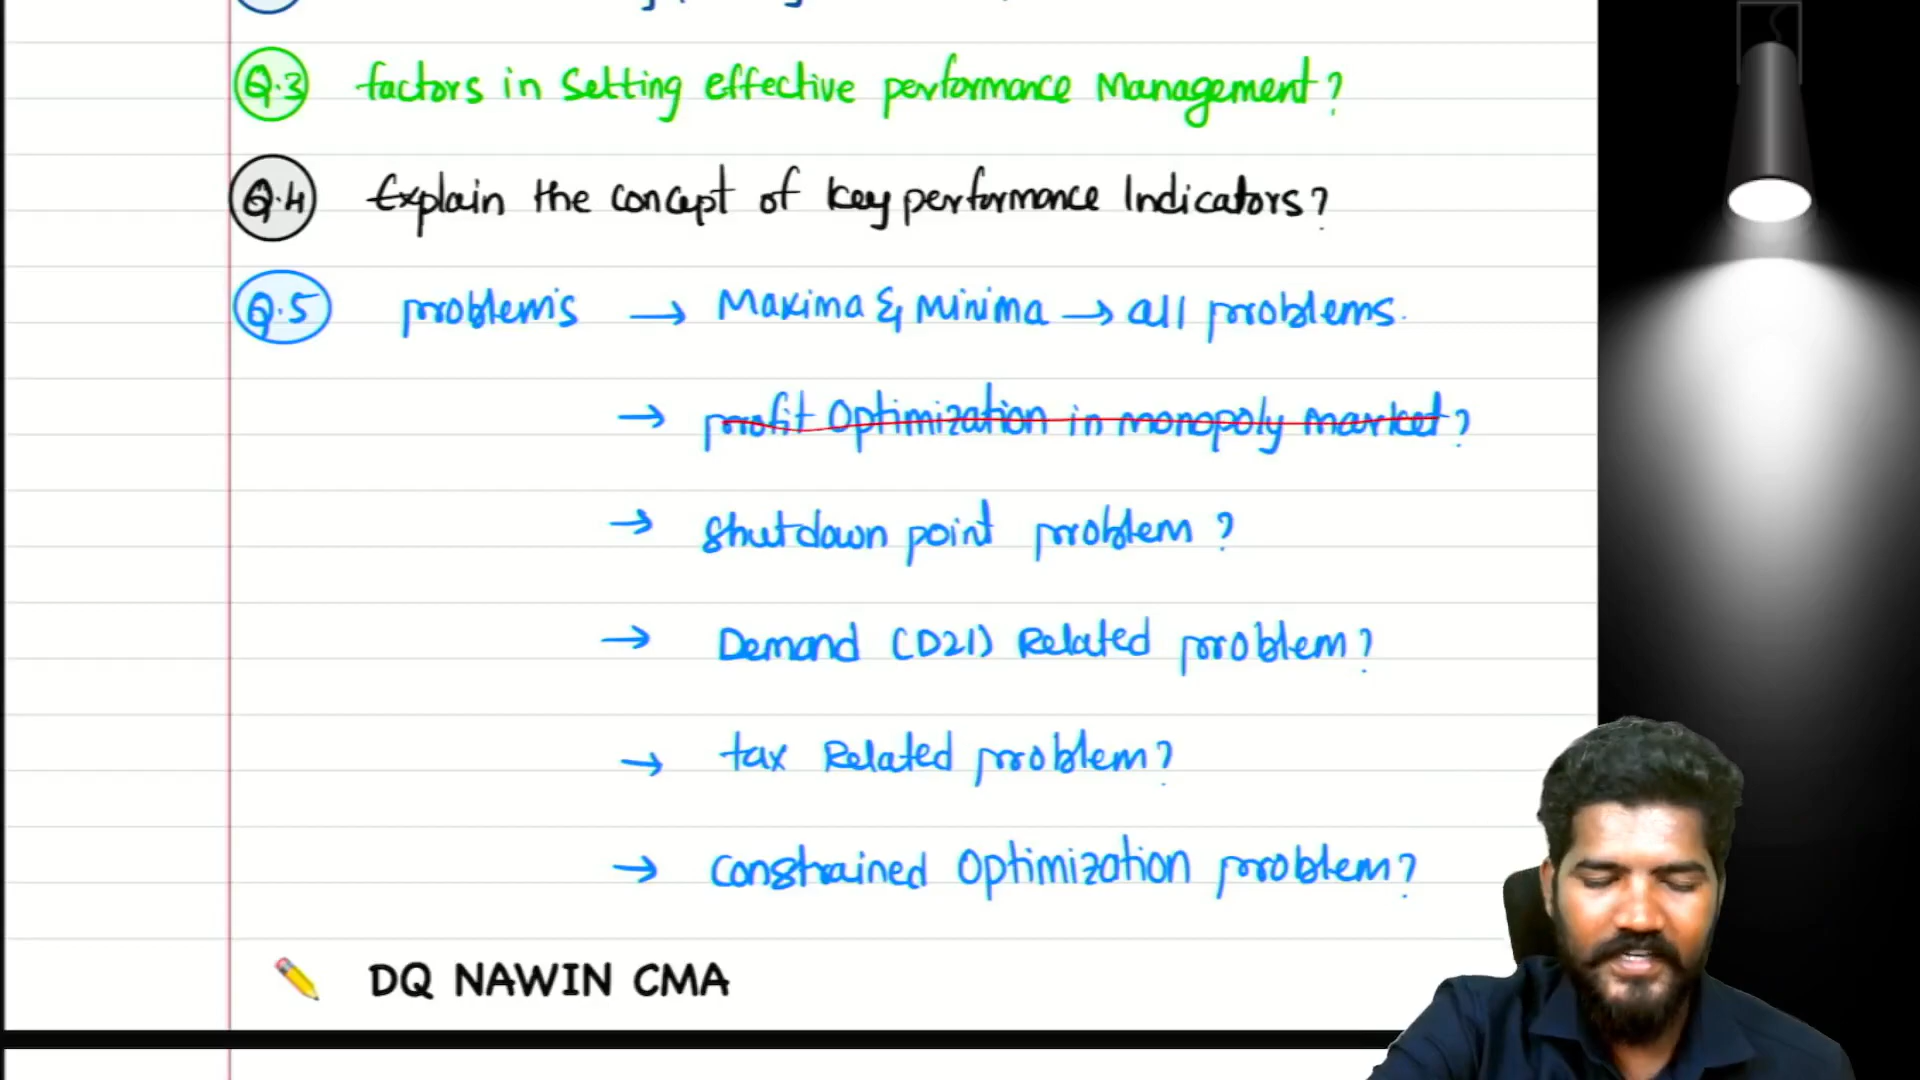 Q.3 factors in Setting effective performance Management?
Q.4 Explain the concept of key performance Indicators?
Q.5 problem's → Maxima & Minima → all problems.
→ profit Optimization in monopoly market?
→ Shutdown point problem?
→ Demand (D21) Related problem?
→ tax Related problem?
→ Constrained Optimization problem?
DQ NAWIN CMA